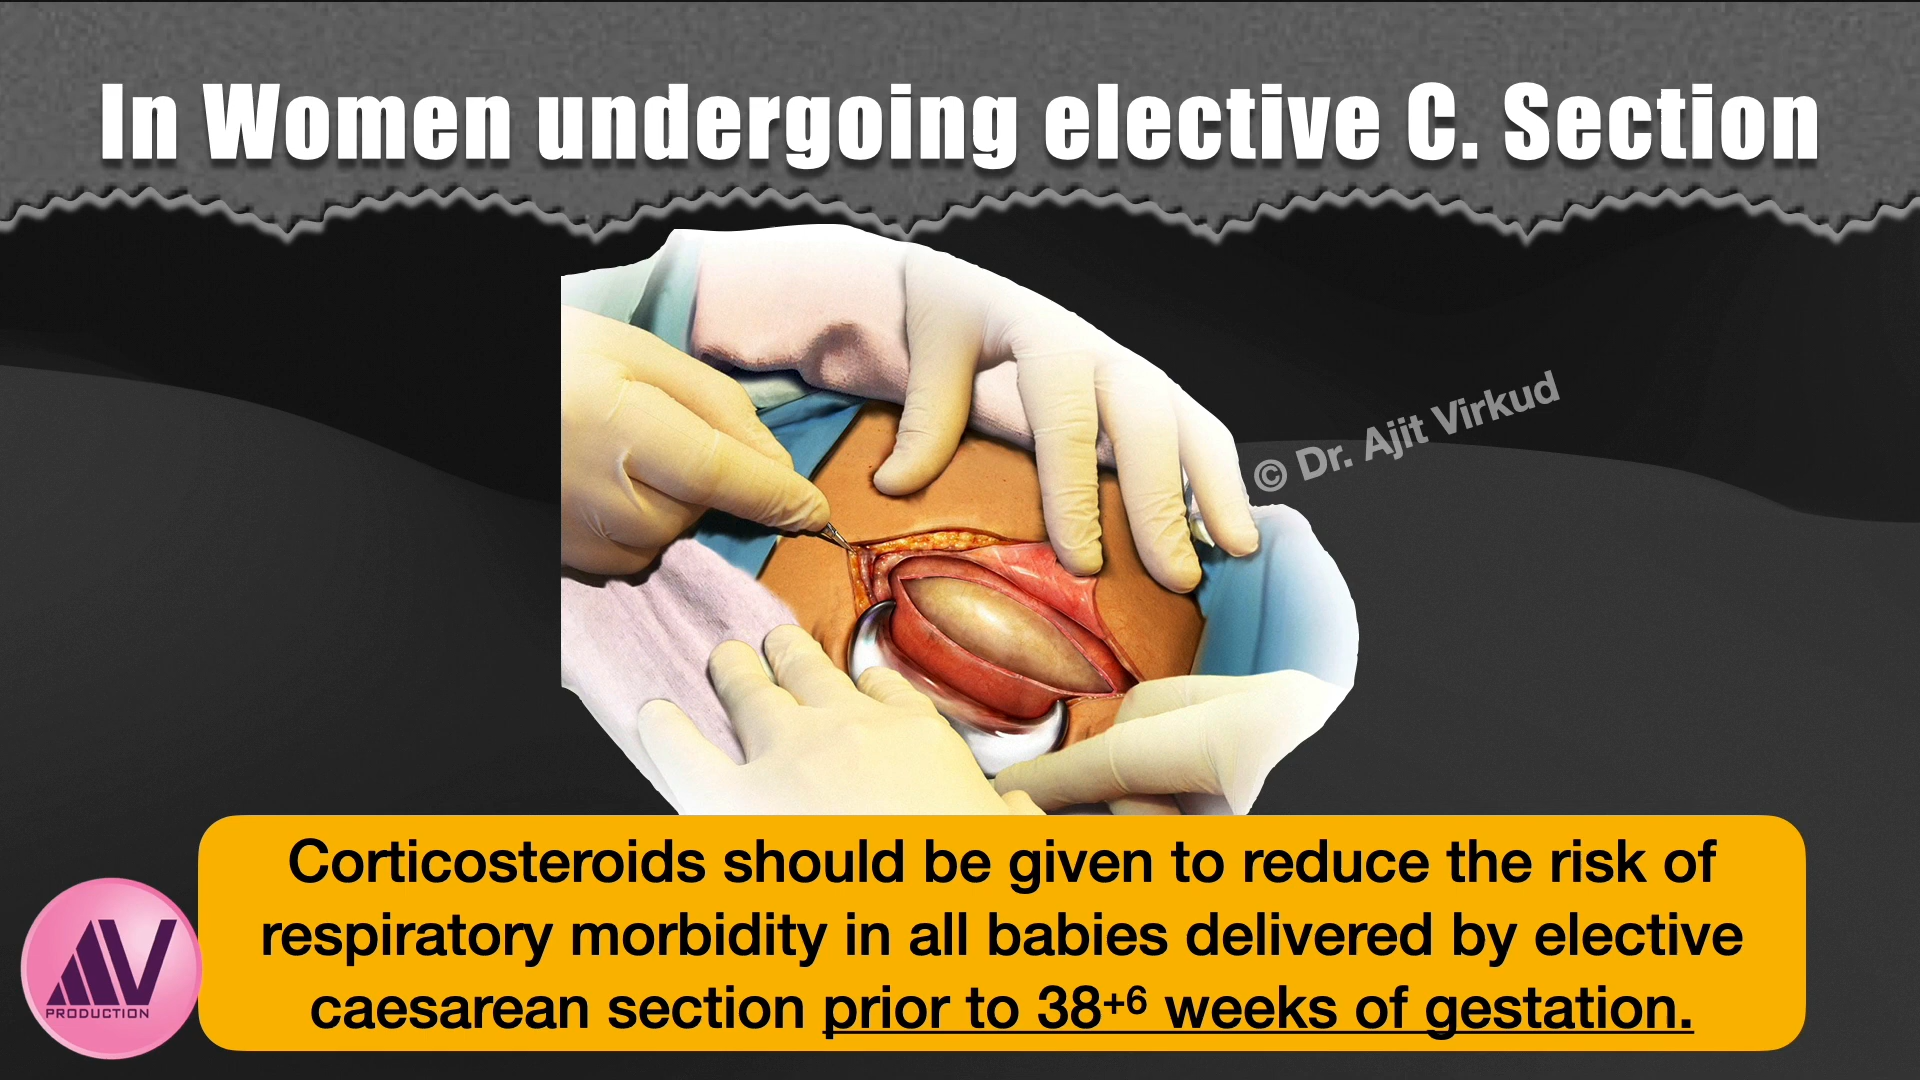 In Women undergoing elective C. Section
© Dr. Ajit Virkud
Corticosteroids should be given to reduce the risk of
respiratory morbidity in all babies delivered by elective
caesarean section prior to 38⁺⁶ weeks of gestation.
AV
PRODUCTION